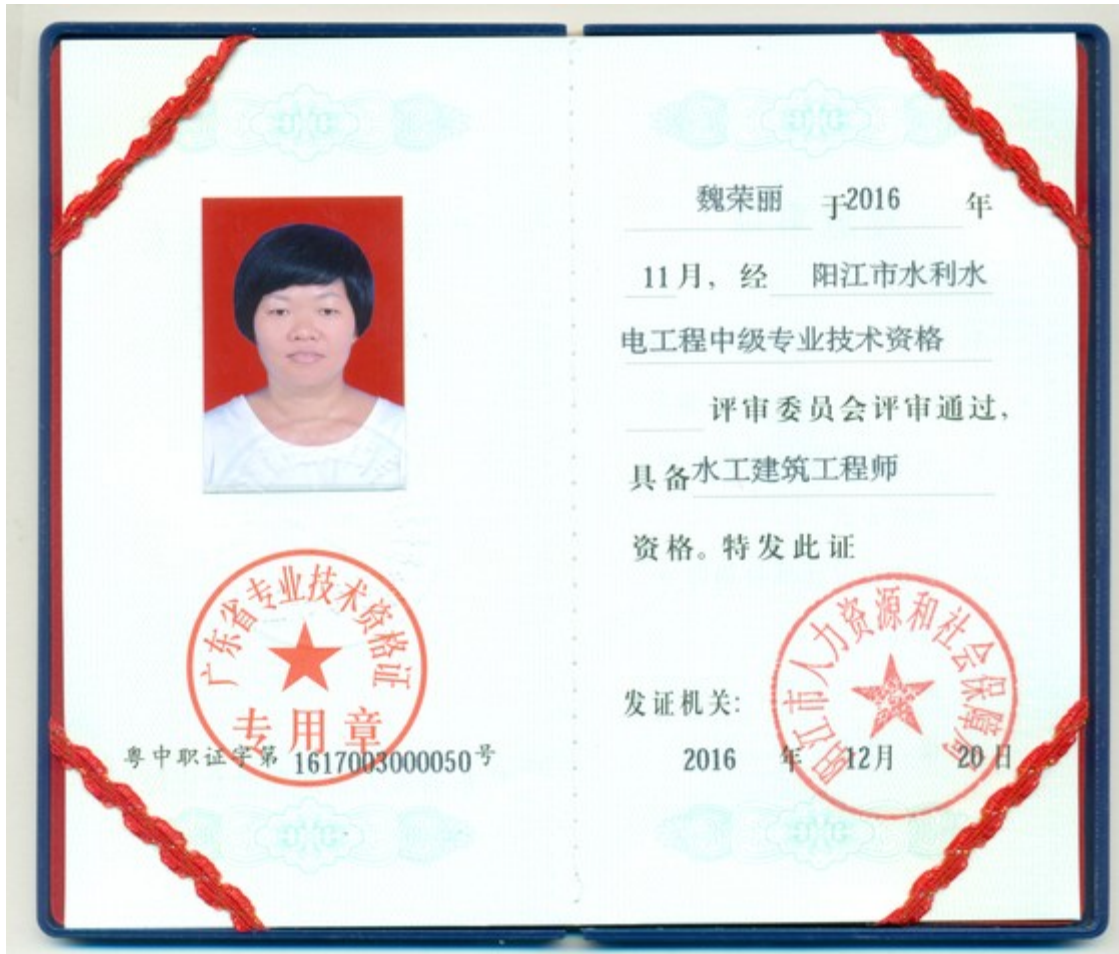 广东省专业技术资格证
专用章
粤中职证字第 1617003000050号
魏荣丽 于2016 年
11月，经 阳江市水利水
电工程中级专业技术资格
评审委员会评审通过，
具备水工建筑工程师
资格。特发此证
阳江市人力资源和社会保障局
发证机关:
2016 年 12月 20日